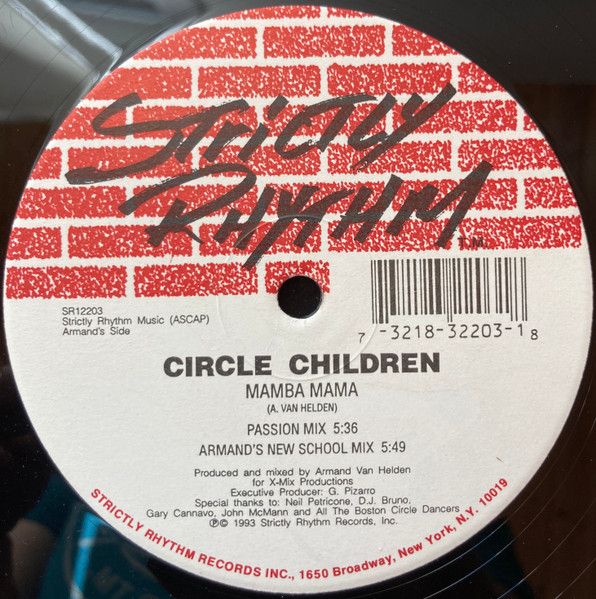 STRICTLY
RHYTHM
T.M.
SR12203
Strictly Rhythm Music (ASCAP)
Armand's Side
7 -3218-32203-1 8
CIRCLE CHILDREN
MAMBA MAMA
(A. VAN HELDEN)
PASSION MIX 5:36
ARMAND'S NEW SCHOOL MIX 5:49
Produced and mixed by Armand Van Helden
for X-Mix Productions
Executive Producer: G. Pizarro
Special thanks to: Neil Petricone, D.J. Bruno,
Gary Cannavo, John McMann and All The Boston Circle Dancers
℗© 1993 Strictly Rhythm Records, Inc.
STRICTLY RHYTHM RECORDS INC., 1650 Broadway, New York, N.Y. 10019